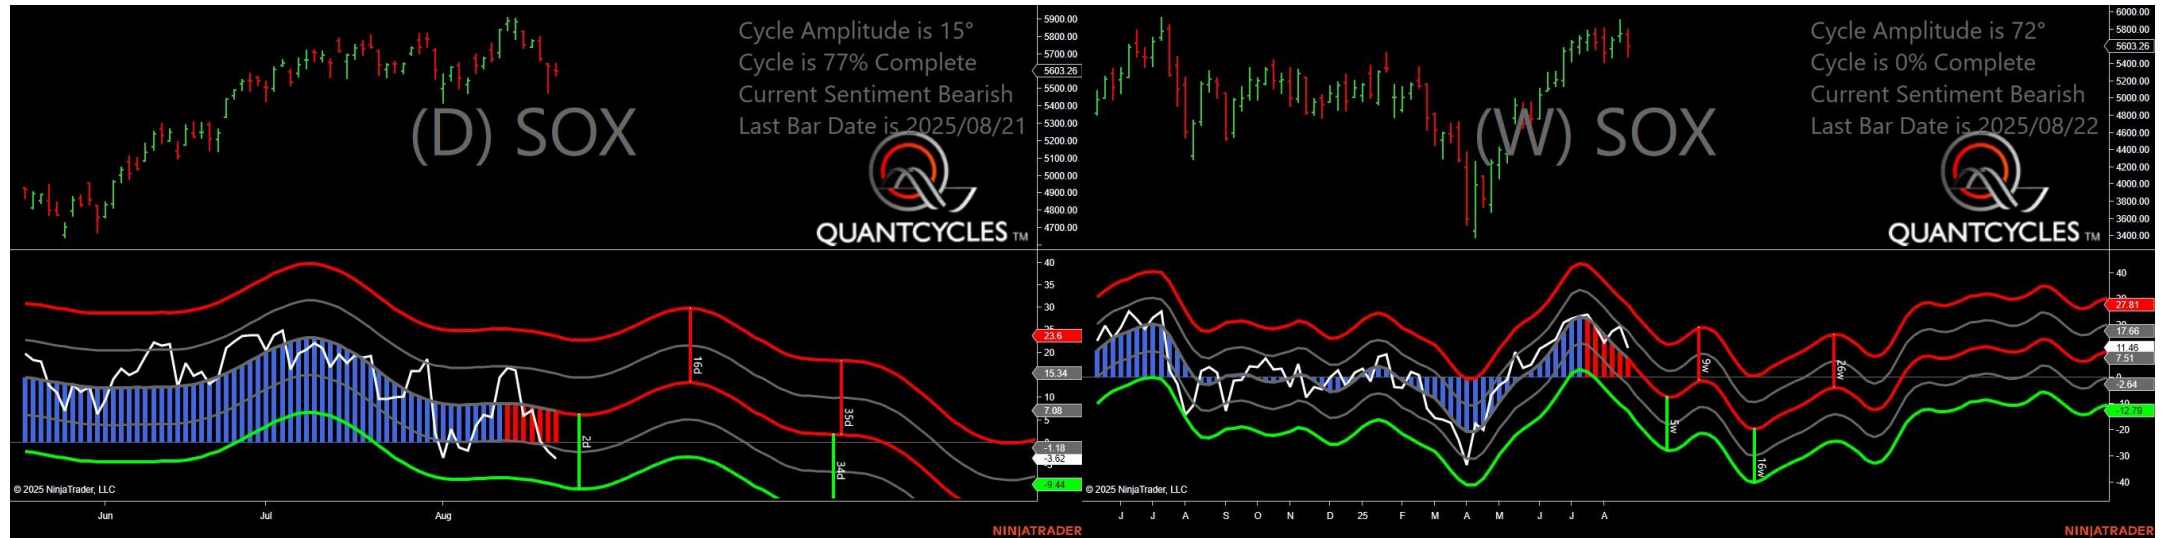 Cycle Amplitude is 15°
Cycle is 77% Complete
Current Sentiment Bearish
Last Bar Date is 2025/08/21
(D) SOX
QUANTCYCLES TM
5900.00
5800.00
5700.00
5603.26
5500.00
5400.00
5300.00
5200.00
5100.00
5000.00
4900.00
4800.00
4700.00
40
35
30
25
23.6
20
15.34
10
7.08
5
-1.18
-3.62
-9.44
16d
35d
2d
34d
© 2025 NinjaTrader, LLC
Jun
Jul
Aug
NINJATRADER
Cycle Amplitude is 72°
Cycle is 0% Complete
Current Sentiment Bearish
Last Bar Date is 2025/08/22
(W) SOX
QUANTCYCLES TM
6000.00
5800.00
5603.26
5400.00
5200.00
5000.00
4800.00
4600.00
4400.00
4200.00
4000.00
3800.00
3600.00
3400.00
40
27.81
17.66
11.46
7.51
-2.64
-12.79
-20
-30
-40
9w
26w
5w
16w
© 2025 NinjaTrader, LLC
J J A S O N D 25 F M A M J J A
NINJATRADER